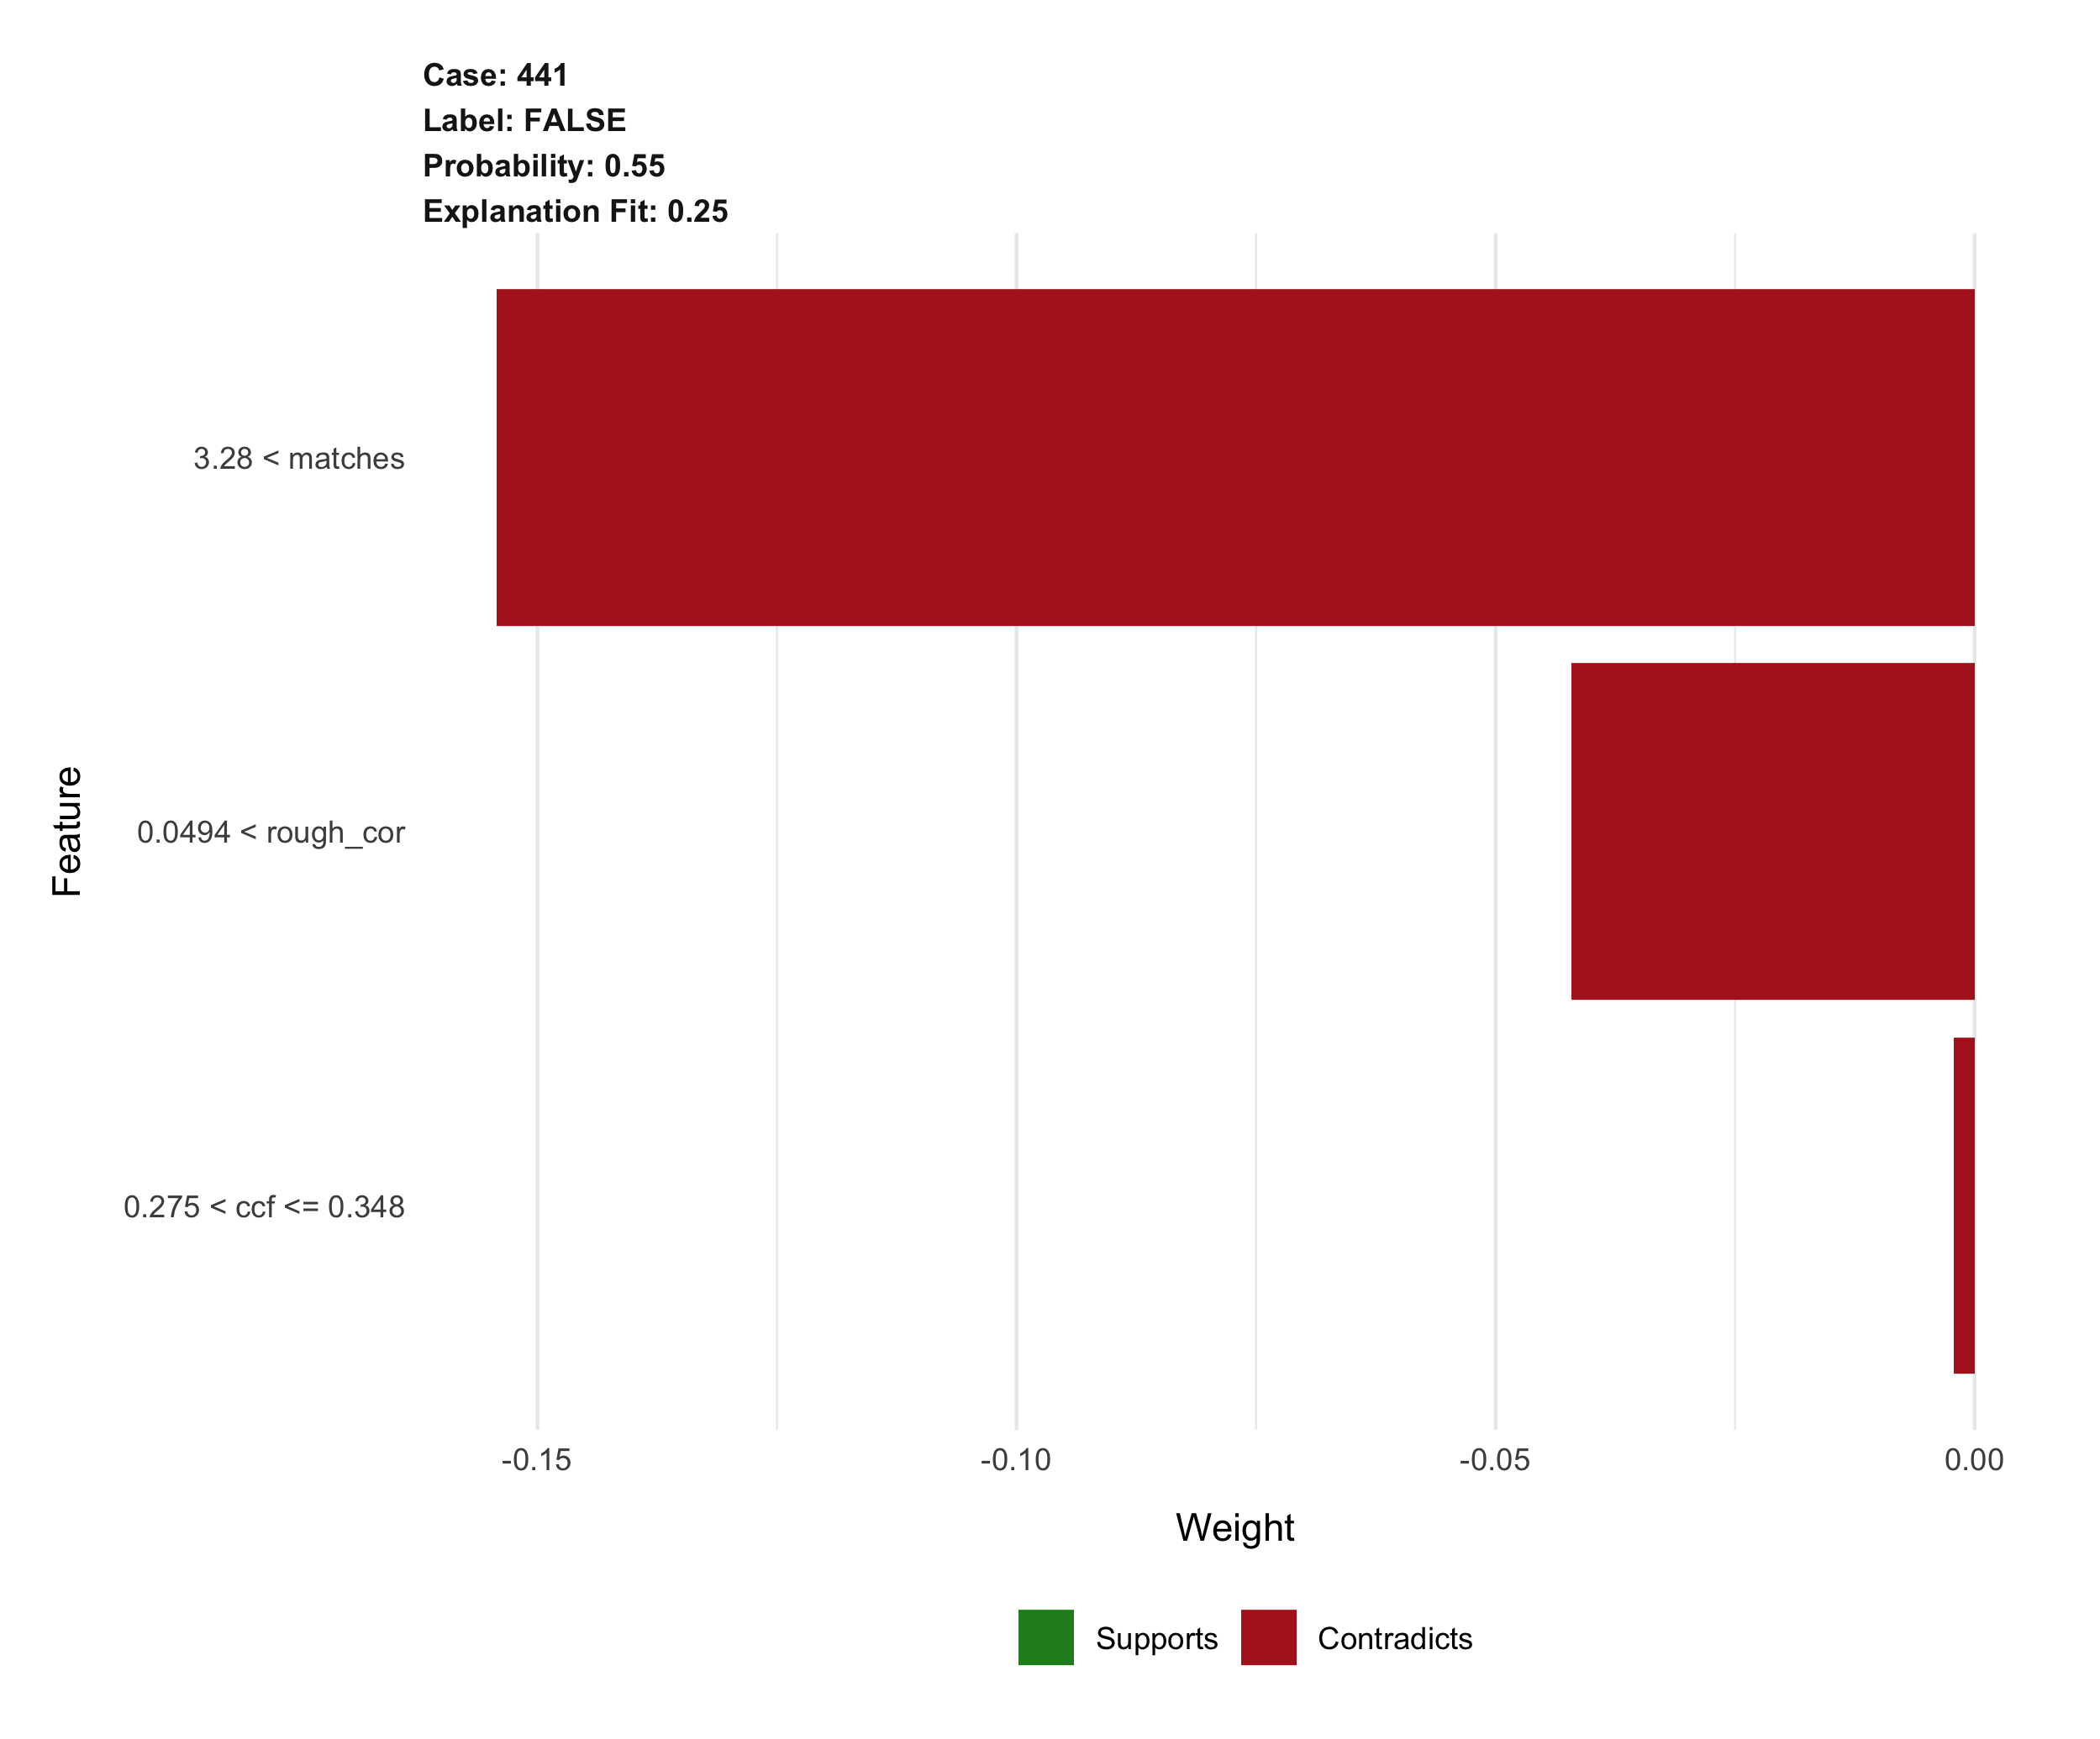 Case: 441
Label: FALSE
Probability: 0.55
Explanation Fit: 0.25
3.28 < matches
0.0494 < rough_cor
0.275 < ccf <= 0.348
Feature
-0.15 -0.10 -0.05 0.00
Weight
Supports Contradicts